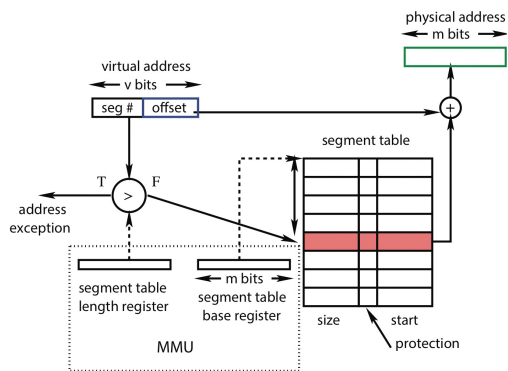 physical address
m bits
virtual address
v bits
seg #
offset
+
segment table
T
F
>
address
exception
m bits
segment table
length register
segment table
base register
size
start
protection
MMU